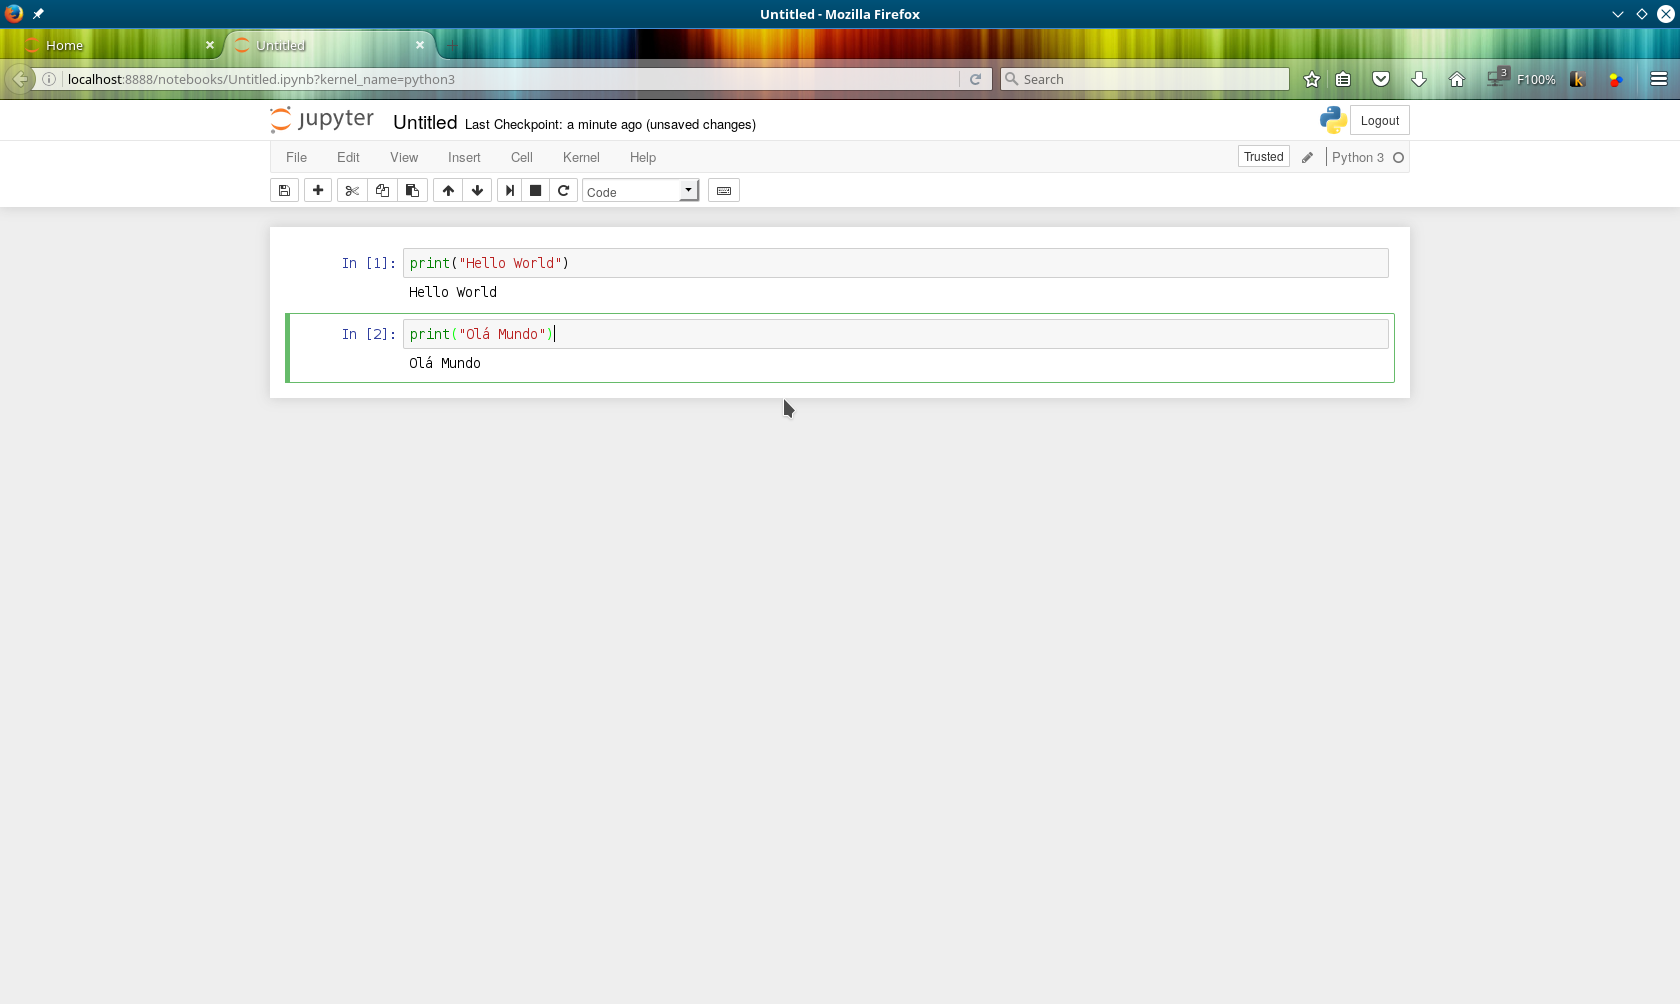 Untitled - Mozilla Firefox
Home
Untitled
localhost:8888/notebooks/Untitled.ipynb?kernel_name=python3
Search
3
F100%
k
jupyter
Untitled Last Checkpoint: a minute ago (unsaved changes)
Logout
File Edit View Insert Cell Kernel Help
Trusted
Python 3
Code
In [1]: print("Hello World")
Hello World
In [2]: print("Olá Mundo")
Olá Mundo